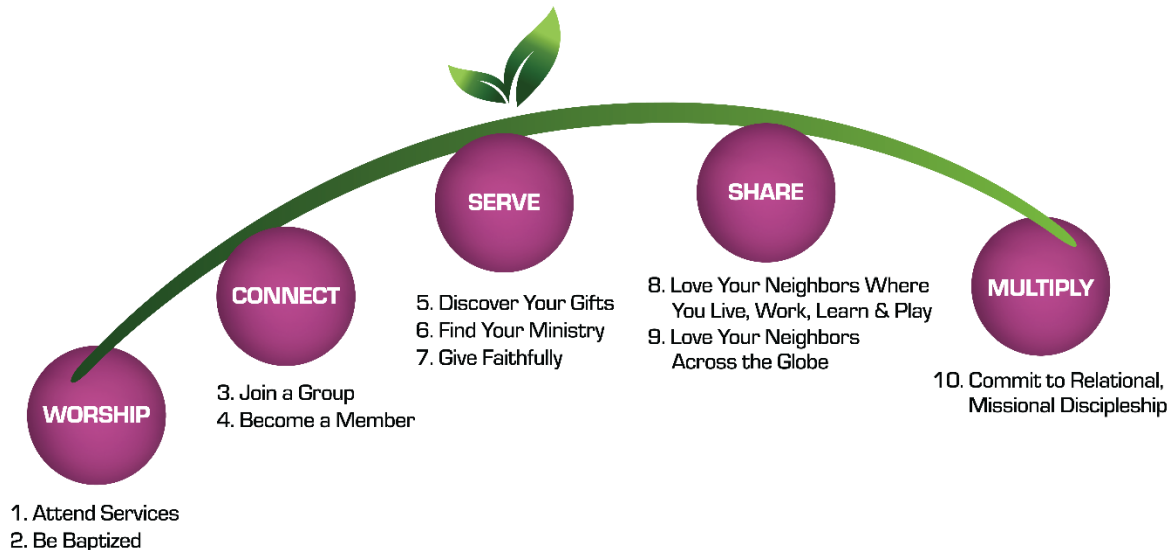 WORSHIP
1. Attend Services
2. Be Baptized
CONNECT
3. Join a Group
4. Become a Member
SERVE
5. Discover Your Gifts
6. Find Your Ministry
7. Give Faithfully
SHARE
8. Love Your Neighbors Where
You Live, Work, Learn & Play
9. Love Your Neighbors
Across the Globe
MULTIPLY
10. Commit to Relational,
Missional Discipleship